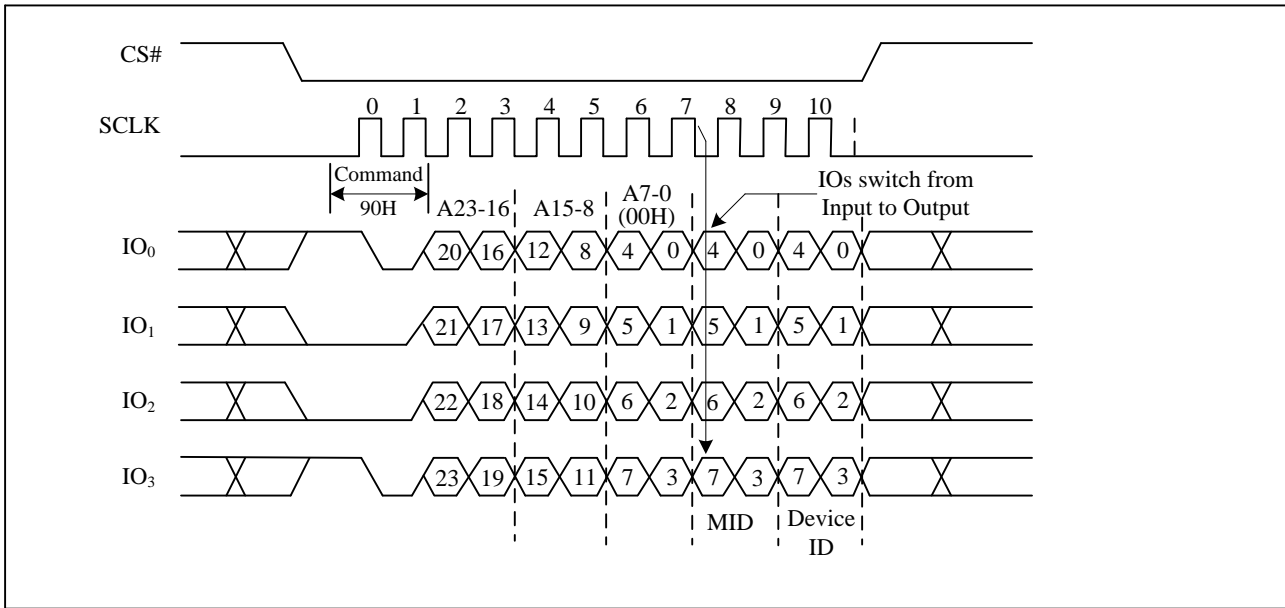 CS#
0 1 2 3 4 5 6 7 8 9 10
SCLK
Command
90H
A23-16 A15-8 A7-0
(00H)
IOs switch from
Input to Output
IO0 20 16 12 8 4 0 4 0 4 0
IO1 21 17 13 9 5 1 5 1 5 1
IO2 22 18 14 10 6 2 6 2 6 2
IO3 23 19 15 11 7 3 7 3 7 3
MID Device
ID